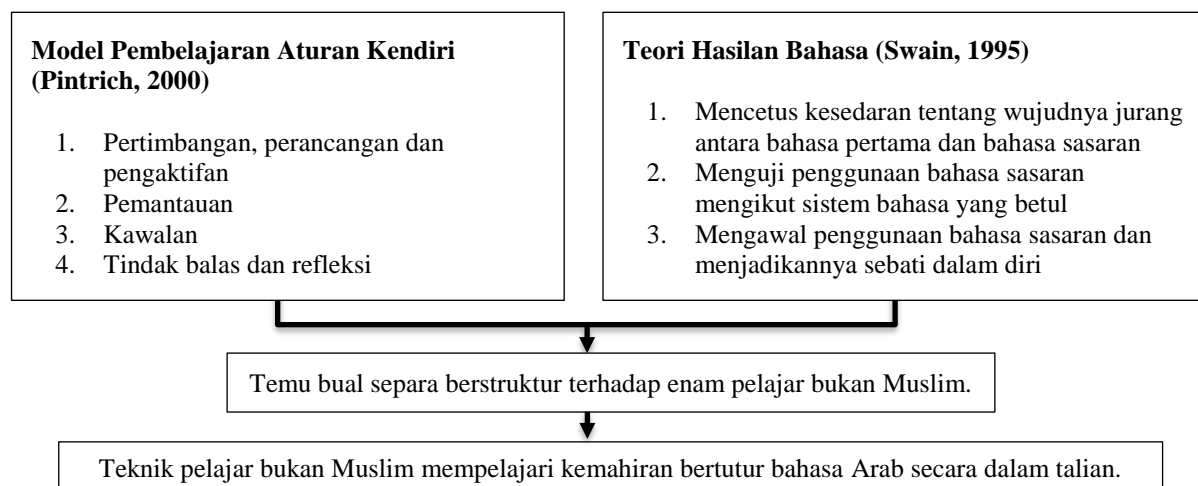 Model Pembelajaran Aturan Kendiri
(Pintrich, 2000)
1. Pertimbangan, perancangan dan
pengaktifan
2. Pemantauan
3. Kawalan
4. Tindak balas dan refleksi
Teori Hasilan Bahasa (Swain, 1995)
1. Mencetus kesedaran tentang wujudnya jurang
antara bahasa pertama dan bahasa sasaran
2. Menguji penggunaan bahasa sasaran
mengikut sistem bahasa yang betul
3. Mengawal penggunaan bahasa sasaran dan
menjadikannya sebati dalam diri
Temu bual separa berstruktur terhadap enam pelajar bukan Muslim.
Teknik pelajar bukan Muslim mempelajari kemahiran bertutur bahasa Arab secara dalam talian.